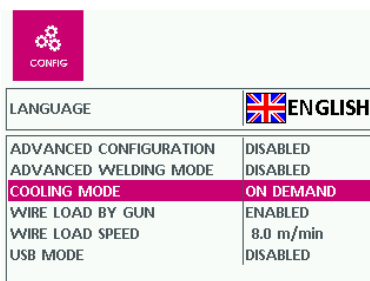 CONFIG
LANGUAGE ENGLISH
ADVANCED CONFIGURATION DISABLED
ADVANCED WELDING MODE DISABLED
COOLING MODE ON DEMAND
WIRE LOAD BY GUN ENABLED
WIRE LOAD SPEED 8.0 m/min
USB MODE DISABLED